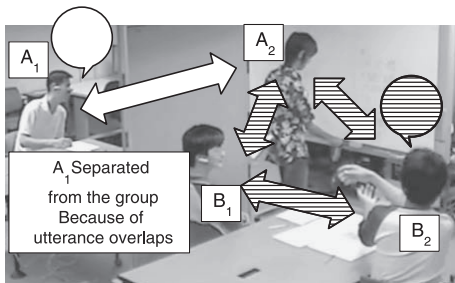 A1
A2
A1 Separated
from the group
Because of
utterance overlaps
B1
B2